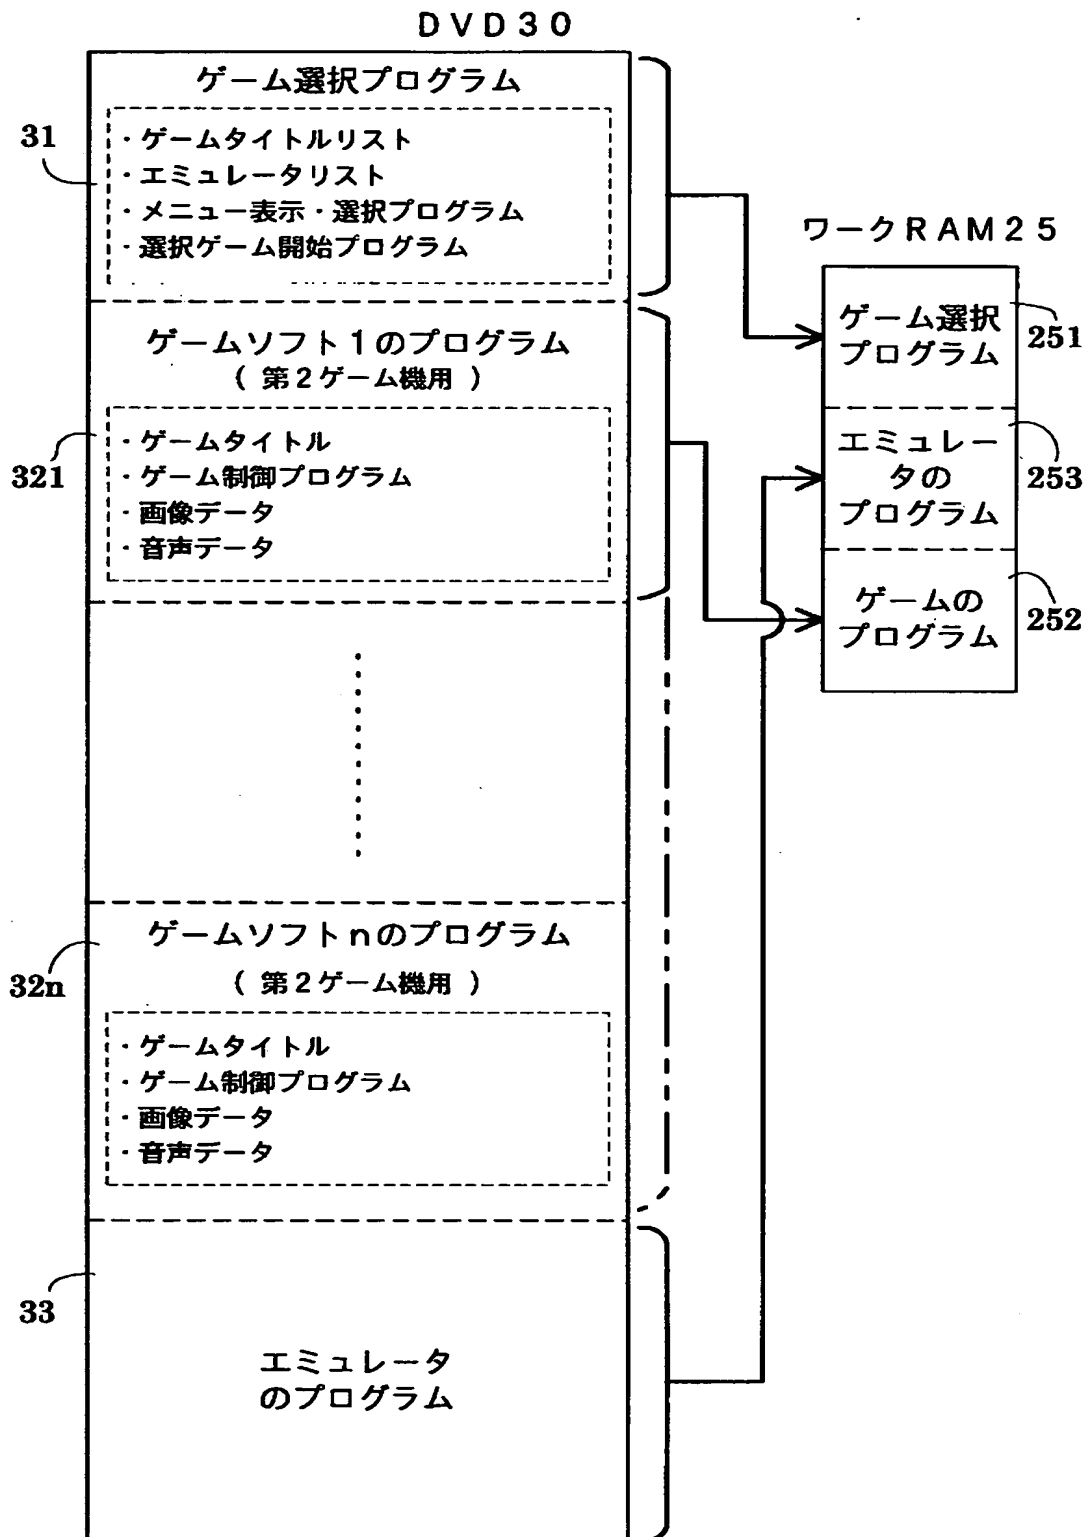 DVD30
ゲーム選択プログラム
31
・ゲームタイトルリスト
・エミュレータリスト
・メニュー表示・選択プログラム
・選択ゲーム開始プログラム
ゲームソフト1のプログラム
(第2ゲーム機用)
321
・ゲームタイトル
・ゲーム制御プログラム
・画像データ
・音声データ
ゲームソフトnのプログラム
32n
(第2ゲーム機用)
・ゲームタイトル
・ゲーム制御プログラム
・画像データ
・音声データ
33
エミュレータ
のプログラム
ワークRAM25
ゲーム選択
プログラム
251
エミュレー
タの
プログラム
253
ゲームの
プログラム
252